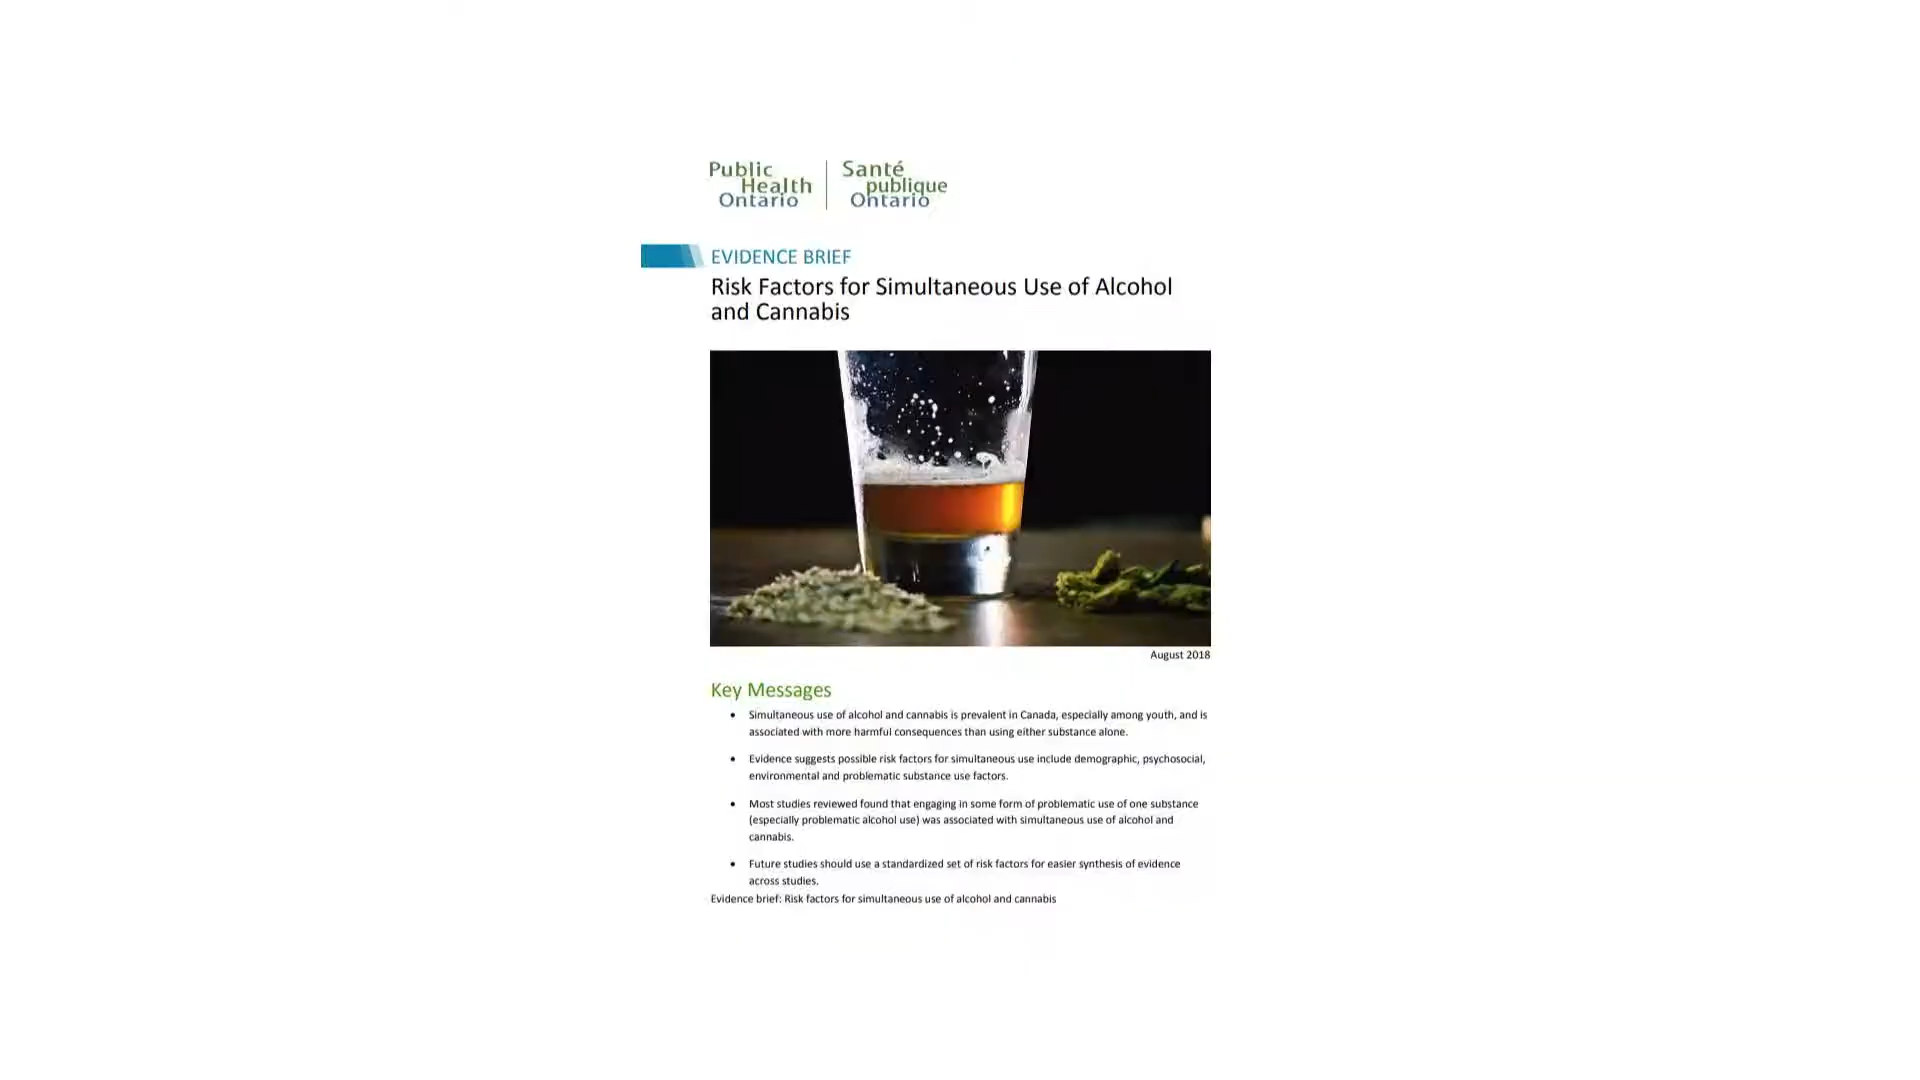 Public
Health
Ontario
Santé
publique
Ontario
EVIDENCE BRIEF
Risk Factors for Simultaneous Use of Alcohol
and Cannabis
August 2018
Key Messages
• Simultaneous use of alcohol and cannabis is prevalent in Canada, especially among youth, and is
associated with more harmful consequences than using either substance alone.
• Evidence suggests possible risk factors for simultaneous use include demographic, psychosocial,
environmental and problematic substance use factors.
• Most studies reviewed found that engaging in some form of problematic use of one substance
(especially problematic alcohol use) was associated with simultaneous use of alcohol and
cannabis.
• Future studies should use a standardized set of risk factors for easier synthesis of evidence
across studies.
Evidence brief: Risk factors for simultaneous use of alcohol and cannabis